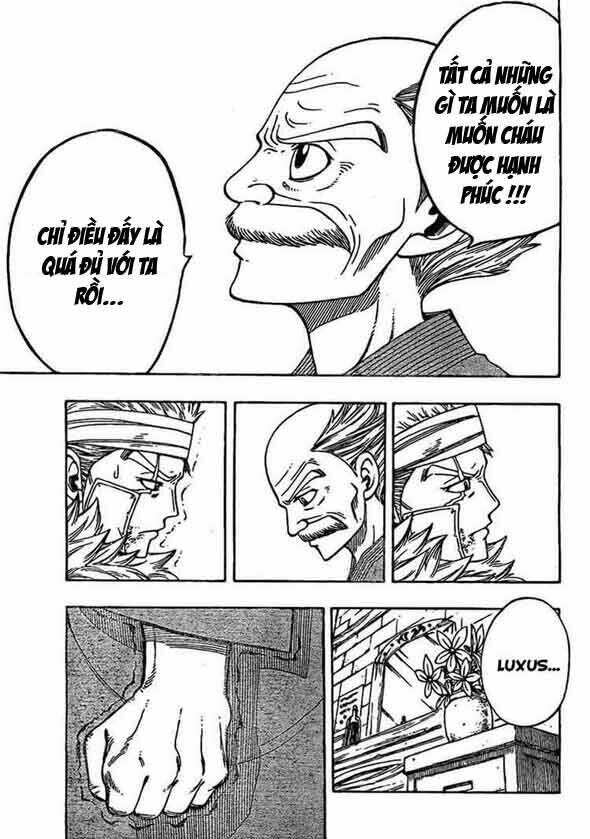 TẤT CẢ NHỮNG
GÌ TA MUỐN LÀ
MUỐN CHÁU
ĐƯỢC HẠNH
PHÚC !!!
CHỈ ĐIỀU ĐẤY LÀ
QUÁ ĐỦ VỚI TA
RỒI...
LUXUS...